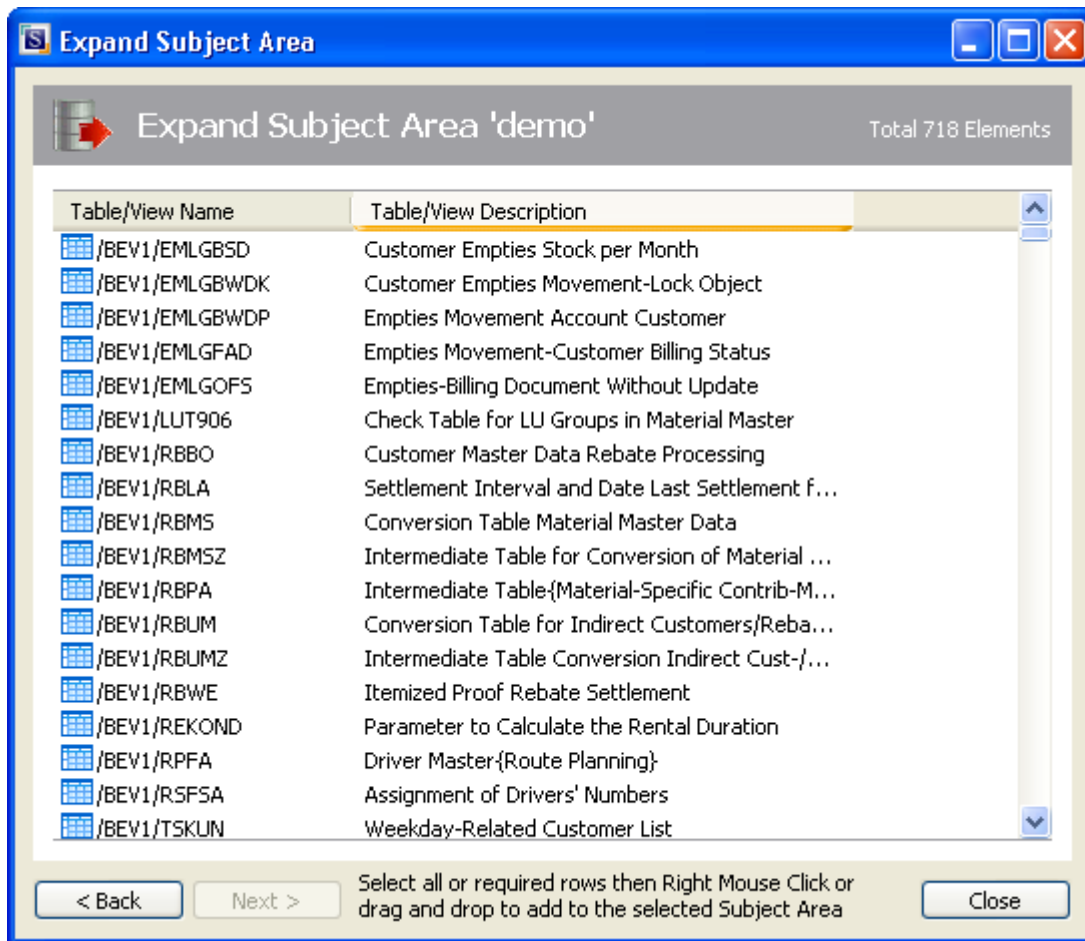 S Expand Subject Area
Expand Subject Area 'demo' Total 718 Elements
Table/View Name Table/View Description
/BEV1/EMLGBSD Customer Empties Stock per Month
/BEV1/EMLGBWDK Customer Empties Movement-Lock Object
/BEV1/EMLGBWDP Empties Movement Account Customer
/BEV1/EMLGFAD Empties Movement-Customer Billing Status
/BEV1/EMLGOFS Empties-Billing Document Without Update
/BEV1/LUT906 Check Table for LU Groups in Material Master
/BEV1/RBBO Customer Master Data Rebate Processing
/BEV1/RBLA Settlement Interval and Date Last Settlement f...
/BEV1/RBMS Conversion Table Material Master Data
/BEV1/RBMSZ Intermediate Table for Conversion of Material ...
/BEV1/RBPA Intermediate Table{Material-Specific Contrib-M...
/BEV1/RBUM Conversion Table for Indirect Customers/Reba...
/BEV1/RBUMZ Intermediate Table Conversion Indirect Cust-/...
/BEV1/RBWE Itemized Proof Rebate Settlement
/BEV1/REKOND Parameter to Calculate the Rental Duration
/BEV1/RPFA Driver Master{Route Planning}
/BEV1/RSFSA Assignment of Drivers' Numbers
/BEV1/TSKUN Weekday-Related Customer List
< Back Next > Select all or required rows then Right Mouse Click or
drag and drop to add to the selected Subject Area Close